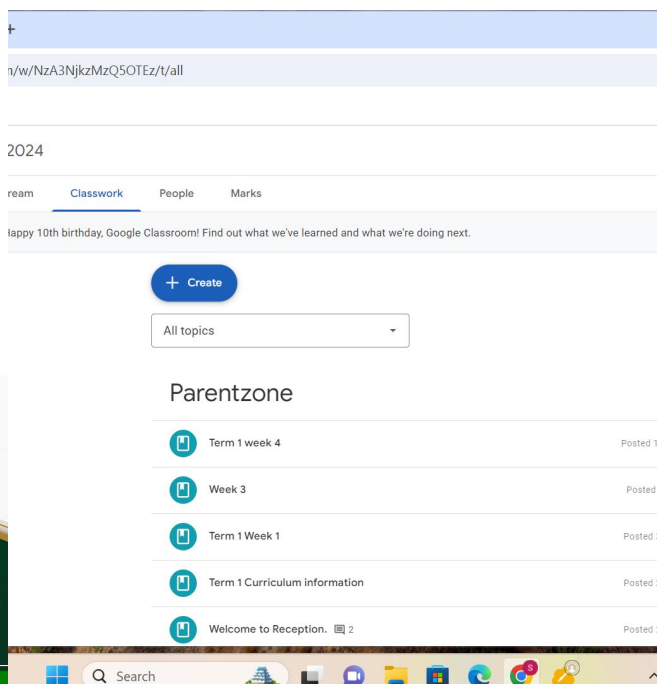 n/w/NzA3NjkzMzQ5OTEz/t/all
2024
ream Classwork People Marks
Happy 10th birthday, Google Classroom! Find out what we've learned and what we're doing next.
+ Create
All topics
Parentzone
Term 1 week 4 Posted 1
Week 3 Posted
Term 1 Week 1 Posted
Term 1 Curriculum information Posted
Welcome to Reception. 2 Posted
Search
S